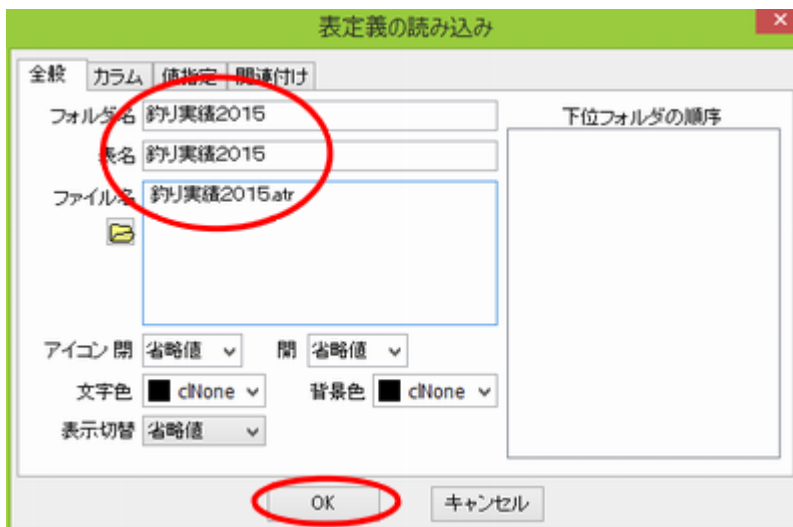 表定義の読み込み
全般 カラム 値指定 関連付け
フォルダ名 釣り実績2015
下位フォルダの順序
表名 釣り実績2015
ファイル名 釣り実績2015.atr
アイコン 閉 省略値 開 省略値
文字色 clNone 背景色 clNone
表示切替 省略値
OK キャンセル